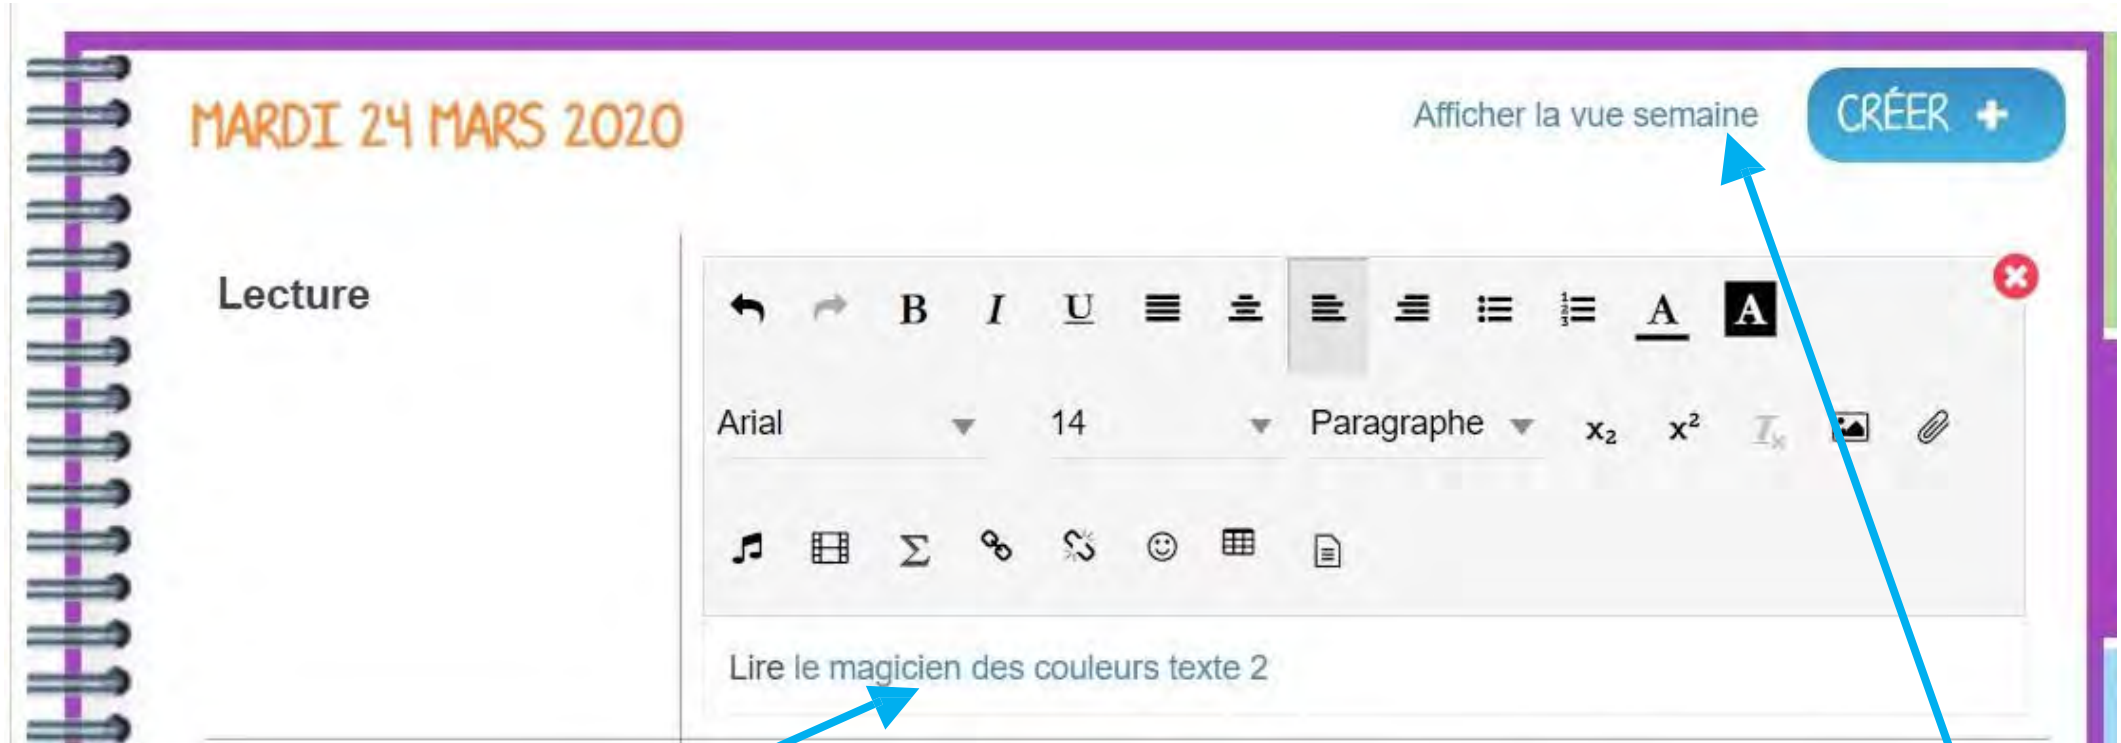 MARDI 24 MARS 2020
Afficher la vue semaine
CRÉER +
Lecture
B I U A A
Arial 14 Paragraphe x₂ x²
Σ
Lire le magicien des couleurs texte 2